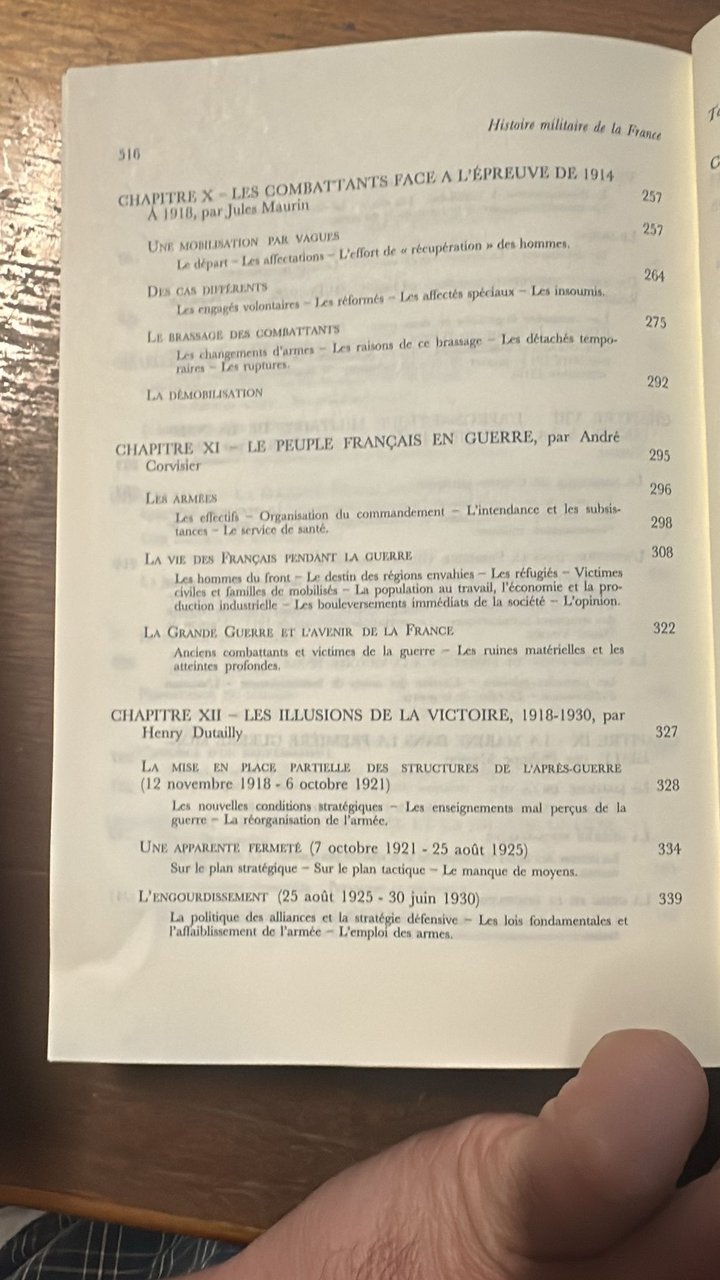 516
Histoire militaire de la France
CHAPITRE X – LES COMBATTANTS FACE A L'ÉPREUVE DE 1914
À 1918, par Jules Maurin 257
Une mobilisation par vagues 257
Le départ – Les affectations – L'effort de « récupération » des hommes.
Des cas différents 264
Les engagés volontaires – Les réformés – Les affectés spéciaux – Les insoumis.
Le brassage des combattants 275
Les changements d'armes – Les raisons de ce brassage – Les détachés tempo-
raires – Les ruptures.
La démobilisation 292
CHAPITRE XI – LE PEUPLE FRANÇAIS EN GUERRE, par André
Corvisier 295
Les armées 296
Les effectifs – Organisation du commandement – L'intendance et les subsis-
tances – Le service de santé. 298
La vie des Français pendant la guerre 308
Les hommes du front – Le destin des régions envahies – Les réfugiés – Victimes
civiles et familles de mobilisés – La population au travail, l'économie et la pro-
duction industrielle – Les bouleversements immédiats de la société – L'opinion.
La Grande Guerre et l'avenir de la France 322
Anciens combattants et victimes de la guerre – Les ruines matérielles et les
atteintes profondes.
CHAPITRE XII – LES ILLUSIONS DE LA VICTOIRE, 1918-1930, par
Henry Dutailly 327
La mise en place partielle des structures de l'après-guerre
(12 novembre 1918 - 6 octobre 1921) 328
Les nouvelles conditions stratégiques – Les enseignements mal perçus de la
guerre – La réorganisation de l'armée.
Une apparente fermeté (7 octobre 1921 - 25 août 1925) 334
Sur le plan stratégique – Sur le plan tactique – Le manque de moyens.
L'engourdissement (25 août 1925 - 30 juin 1930) 339
La politique des alliances et la stratégie défensive – Les lois fondamentales et
l'affaiblissement de l'armée – L'emploi des armes.